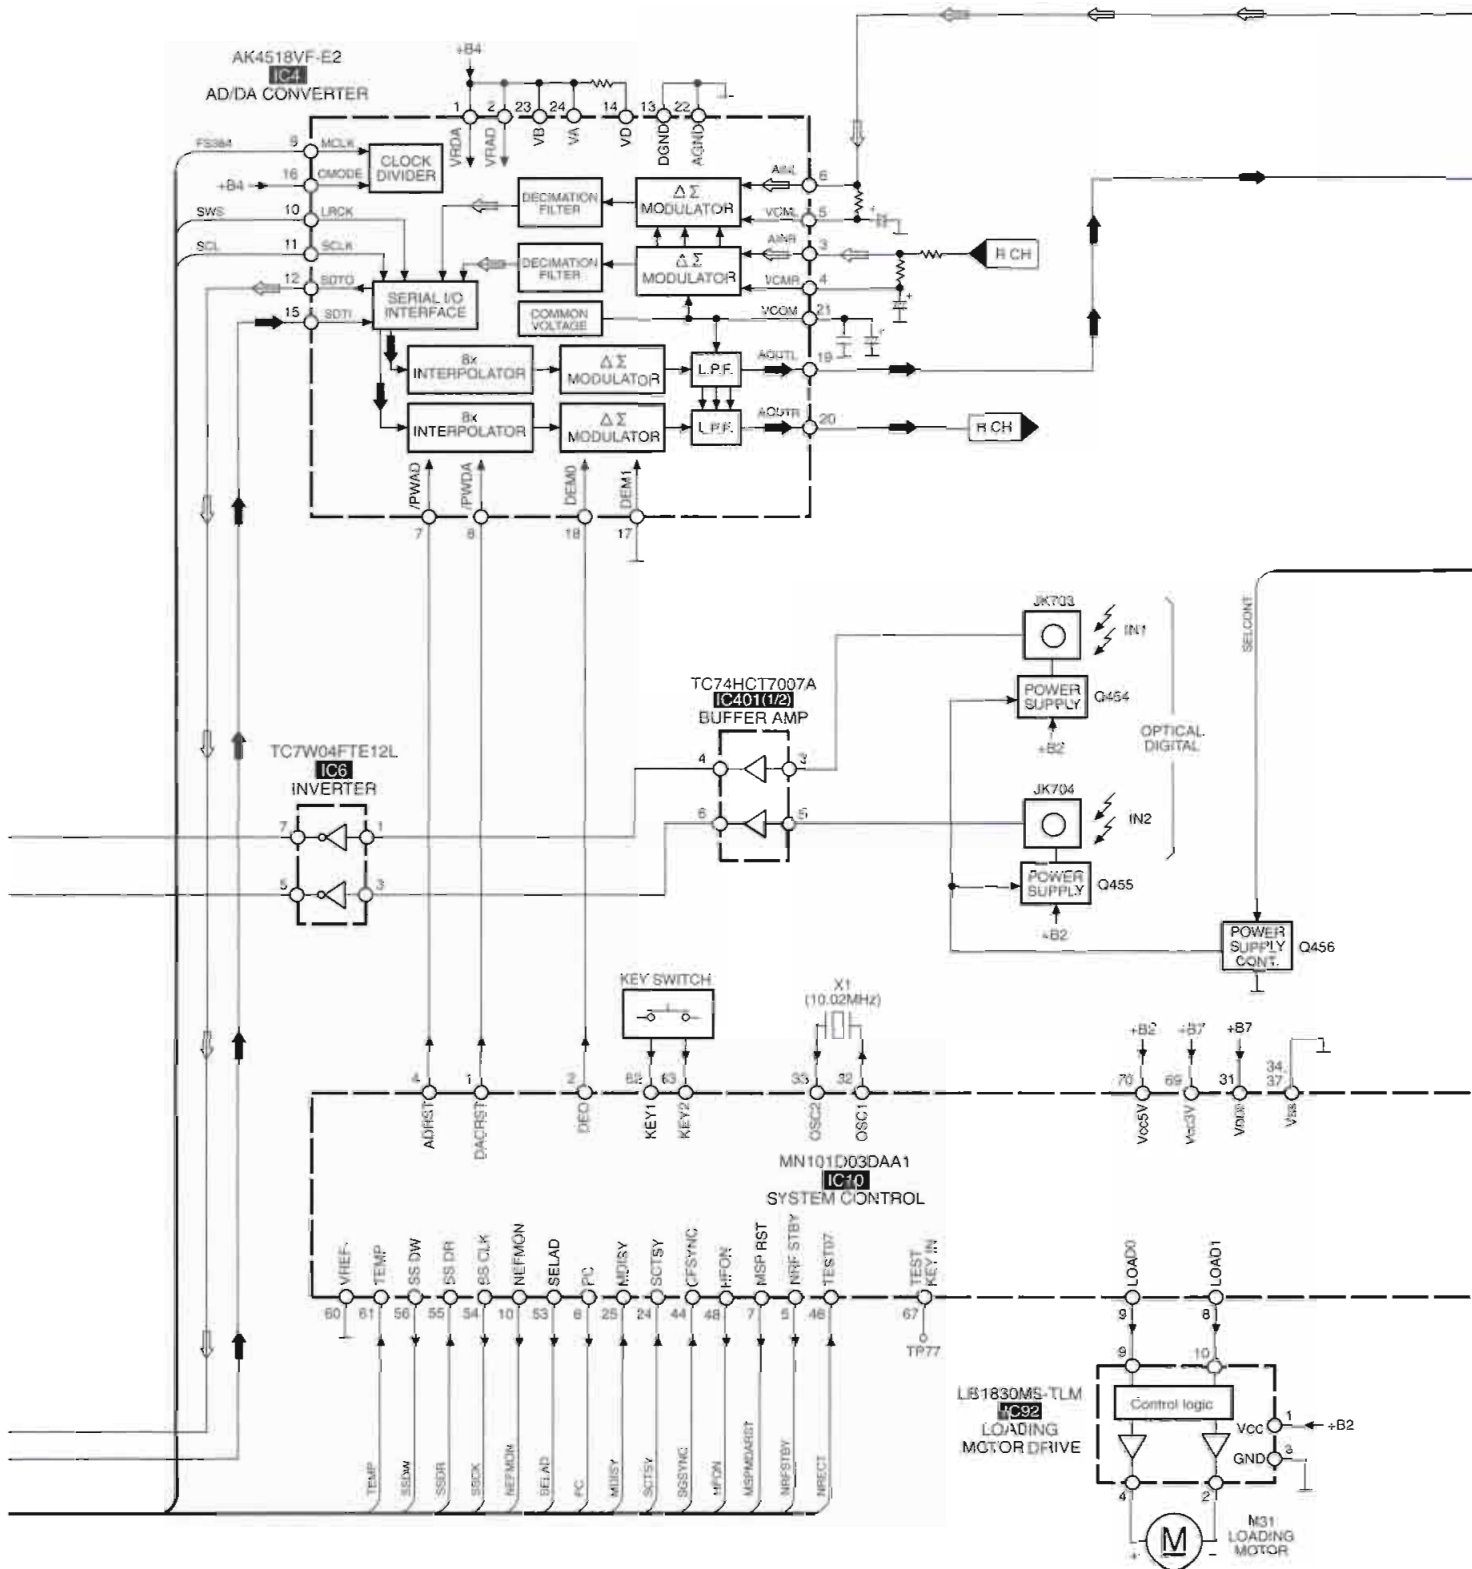 AK4518VF-E2
IC4
AD/DA CONVERTER
+B4
1 2 23 24 14 13 22
VRDA VRAD VB VA VD DGND AGND
FS384 9 MCLK
+B4 16 CMODE
SWS 10 LRCK
SCL 11 SCLK
12 SDTO
15 SDTI
CLOCK
DIVIDER
DECIMATION
FILTER
ΔΣ
MODULATOR
AINL 6
VCML 5
DECIMATION
FILTER
ΔΣ
MODULATOR
AINR 3
VCMR 4
R CH
SERIAL I/O
INTERFACE
COMMON
VOLTAGE
VCOM 21
8x
INTERPOLATOR
ΔΣ
MODULATOR
L.P.F.
AOUTL 19
8x
INTERPOLATOR
ΔΣ
MODULATOR
L.P.F.
AOUTR 20
R CH
/PWAD /PWDA DEM0 DEM1
7 8 18 17
JK703
IN1
POWER
SUPPLY
Q454
+B2
OPTICAL
DIGITAL
SELCONT
TC74HCT7007A
IC401(1/2)
BUFFER AMP
4 3
6 5
JK704
IN2
POWER
SUPPLY
Q455
+B2
TC7W04FTE12L
IC6
INVERTER
7 1
5 3
POWER
SUPPLY
CONT.
Q456
KEY SWITCH
X1
(10.02MHz)
+B2 +B7 +B7
4 1 2 62 63 33 32 70 69 31 34, 37
ADRST DACRST DEO KEY1 KEY2 OSC2 OSC1 Vcc5V Vcc3V VDDP VSS
MN101D03DAA1
IC10
SYSTEM CONTROL
VREF- TEMP SS DW SS DR SS CLK NEFMON SELAD PC MDISY SCTSY CFSYNC HFON MSP RST NRF STBY TEST07 TEST KEY IN LOAD0 LOAD1
60 61 56 55 54 10 53 6 25 24 44 48 7 5 46 67 9 8
TP77
TEMP SSDW SSDR SSCK NEFMON SELAD PC MDISY SCTSY SGSYNC HFON MSPMDARST NRFSTBY NRECT
LB1830MS-TLM
IC92
LOADING
MOTOR DRIVE
9 10
Control logic
VCC 1 +B2
GND 3
4 2
+ M −
M31
LOADING
MOTOR